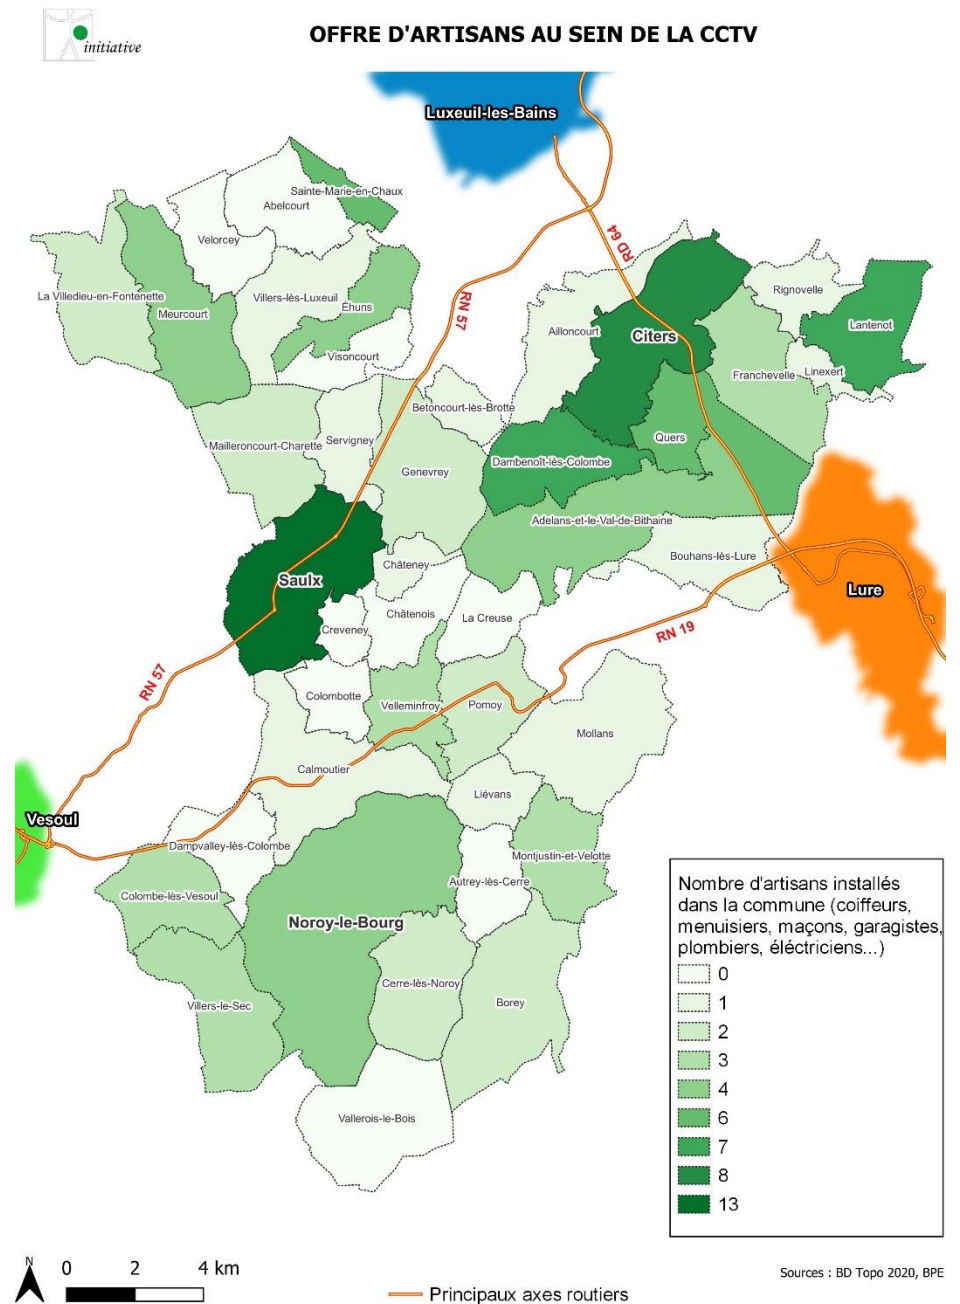 initiative
OFFRE D'ARTISANS AU SEIN DE LA CCTV
Luxeuil-les-Bains
Sainte-Marie-en-Chaux
Abelcourt
Velorcey
RD 64
La Villedieu-en-Fontenette
Villers-lès-Luxeuil
Rignovelle
Éhuns
Meurcourt
RN 57
Lantenot
Ailloncourt
Citers
Visoncourt
Franchevelle
Linexert
Betoncourt-lès-Brotte
Mailleroncourt-Charette
Servigney
Quers
Genevrey
Dambenoît-lès-Colombe
Adelans-et-le-Val-de-Bithaine
Bouhans-lès-Lure
Châteney
Saulx
Lure
Châtenois
La Creuse
Creveney
RN 19
RN 57
Colombotte
Velleminfroy
Pomoy
Mollans
Calmoutier
Liévans
Vesoul
Dampvalley-lès-Colombe
Montjustin-et-Velotte
Autrey-lès-Cerre
Colombe-lès-Vesoul
Noroy-le-Bourg
Cerre-lès-Noroy
Borey
Villers-le-Sec
Vallerois-le-Bois
Nombre d'artisans installés
dans la commune (coiffeurs,
menuisiers, maçons, garagistes,
plombiers, éléctriciens...)
0
1
2
3
4
6
7
8
13
N
0 2 4 km
Principaux axes routiers
Sources : BD Topo 2020, BPE